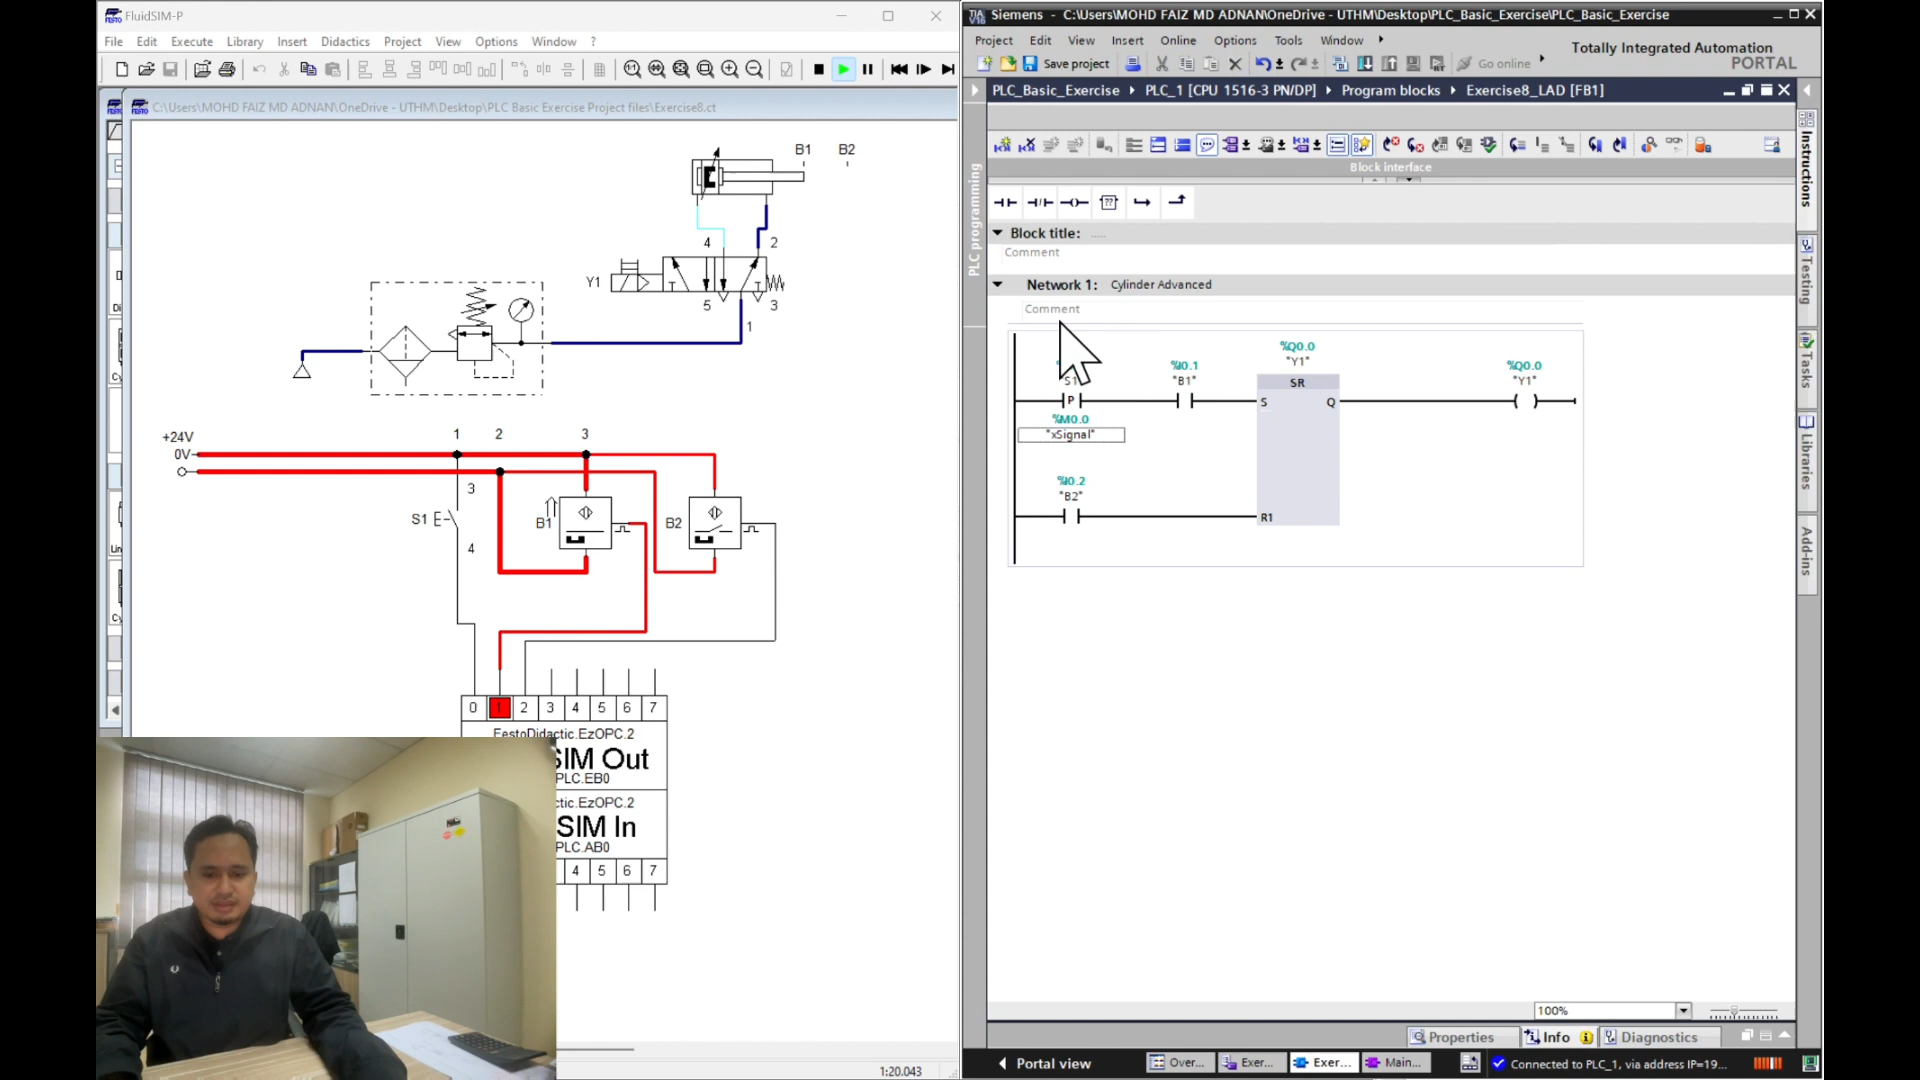 FluidSIM-P
File Edit Execute Library Insert Didactics Project View Options Window ?
C:\Users\MOHD FAIZ MD ADNAN\OneDrive - UTHM\Desktop\PLC Basic Exercise Project files\Exercise8.ct
B1 B2
4 2
Y1
5 3
1
+24V
0V
1 2 3
3
S1
4
B1
B2
0 1 2 3 4 5 6 7
FestoDidactic.EzOPC.2
SIM Out
PLC.EB0
ctic.EzOPC.2
SIM In
PLC.AB0
4 5 6 7
1:20.043
Siemens - C:\Users\MOHD FAIZ MD ADNAN\OneDrive - UTHM\Desktop\PLC_Basic_Exercise\PLC_Basic_Exercise
Project Edit View Insert Online Options Tools Window
Totally Integrated Automation
PORTAL
Save project
Go online
PLC_Basic_Exercise PLC_1 [CPU 1516-3 PN/DP] Program blocks Exercise8_LAD [FB1]
Block interface
Block title: .....
Comment
Network 1: Cylinder Advanced
Comment
S1
P
%M0.0
"xSignal"
%I0.1
"B1"
%Q0.0
"Y1"
SR
S Q
R1
%Q0.0
"Y1"
%I0.2
"B2"
100%
Properties Info Diagnostics
Portal view Over... Exer... Exer... Main... Connected to PLC_1, via address IP=19...
PLC programming
Instructions
Testing
Tasks
Libraries
Add-ins